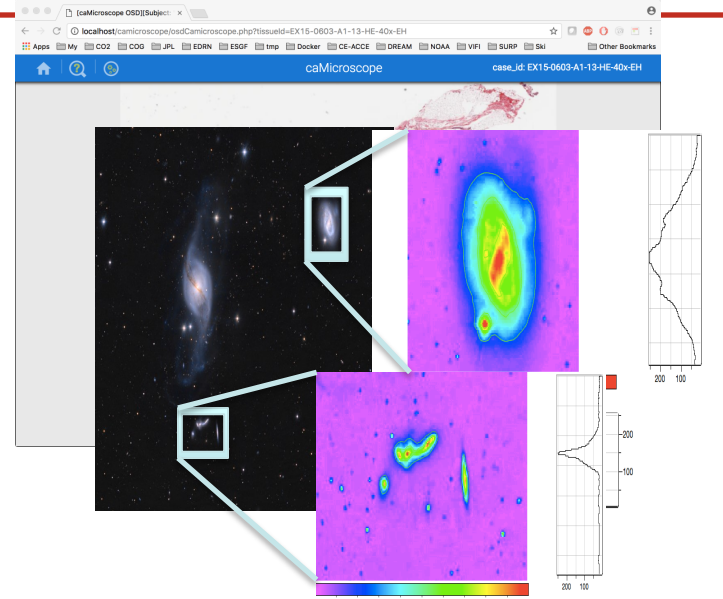 [caMicroscope OSD][Subject:
localhost/camicroscope/osdCamicroscope.php?tissueId=EX15-0603-A1-13-HE-40x-EH
Apps My CO2 COG JPL EDRN ESGF tmp Docker CE-ACCE DREAM NOAA VIFI SURP Ski Other Bookmarks
caMicroscope case_id: EX15-0603-A1-13-HE-40x-EH
200 100
200
100
200 100